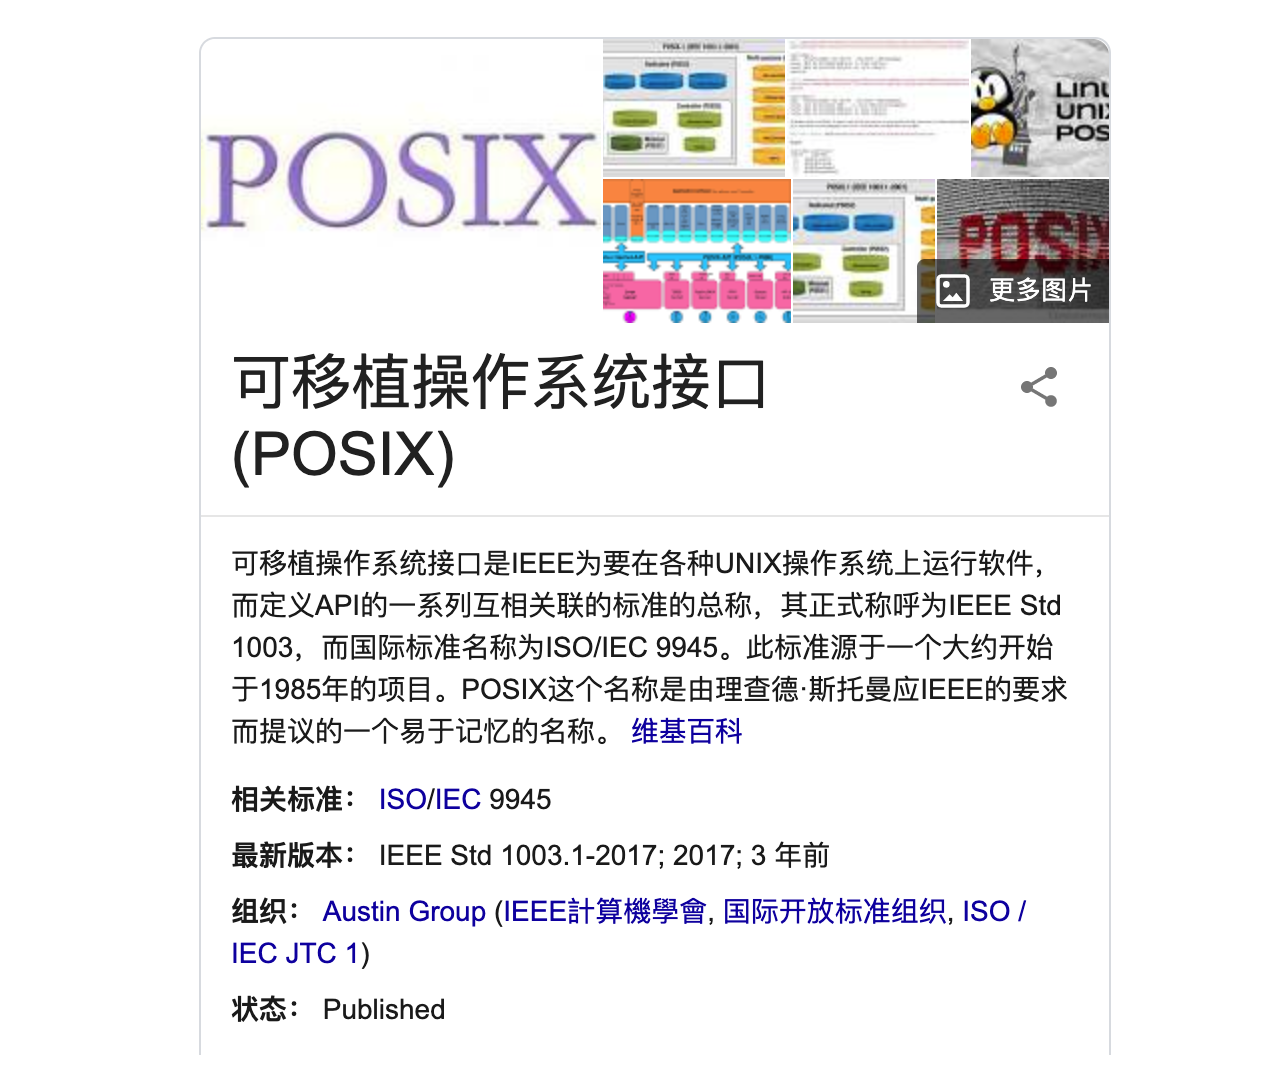 POSIX
POSIX.1 (IEEE 1003.1-2001)
LINU
UNIX
POS
POSIX
更多图片
可移植操作系统接口
(POSIX)
可移植操作系统接口是IEEE为要在各种UNIX操作系统上运行软件，
而定义API的一系列互相关联的标准的总称，其正式称呼为IEEE Std
1003，而国际标准名称为ISO/IEC 9945。此标准源于一个大约开始
于1985年的项目。POSIX这个名称是由理查德·斯托曼应IEEE的要求
而提议的一个易于记忆的名称。 维基百科
相关标准： ISO/IEC 9945
最新版本： IEEE Std 1003.1-2017; 2017; 3 年前
组织： Austin Group (IEEE計算機學會, 国际开放标准组织, ISO /
IEC JTC 1)
状态： Published